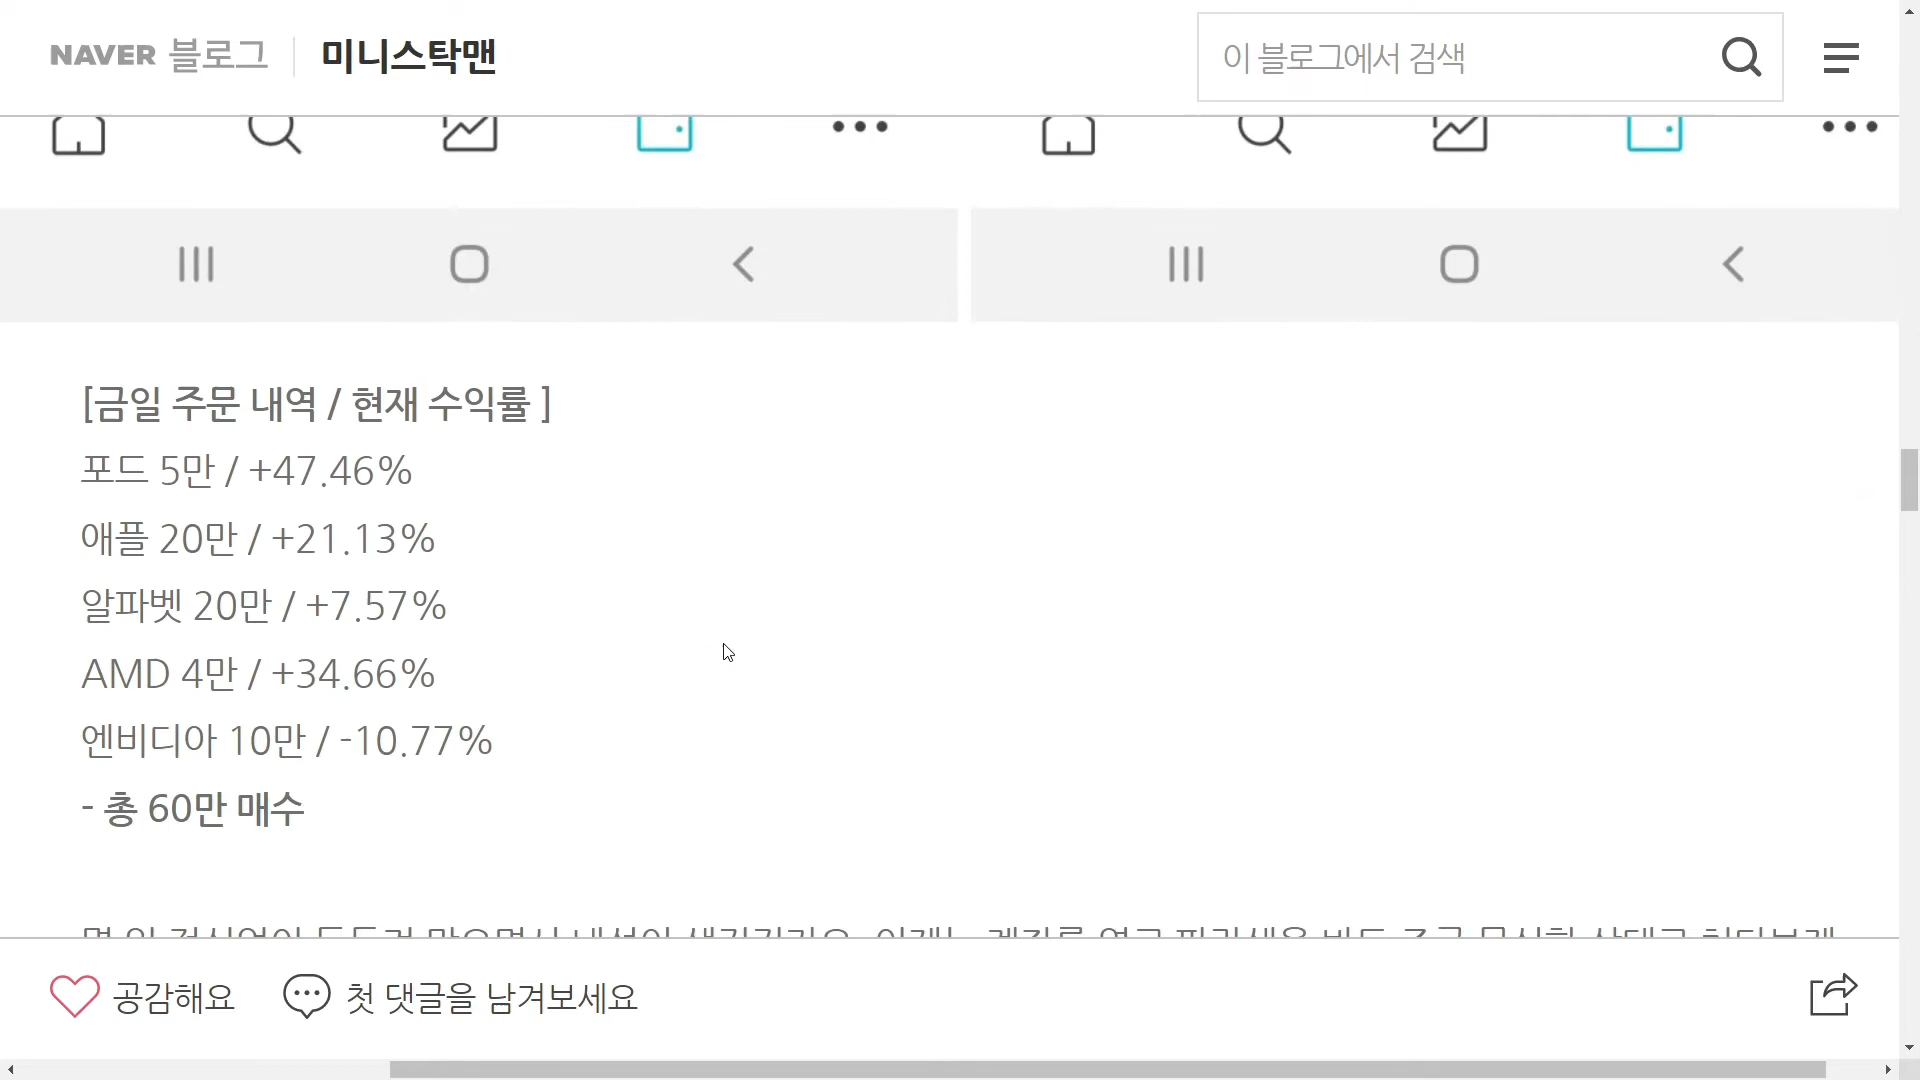 NAVER 블로그 미니스탁맨
이 블로그에서 검색
[금일 주문 내역 / 현재 수익률 ]
포드 5만 / +47.46%
애플 20만 / +21.13%
알파벳 20만 / +7.57%
AMD 4만 / +34.66%
엔비디아 10만 / -10.77%
- 총 60만 매수
공감해요 첫 댓글을 남겨보세요